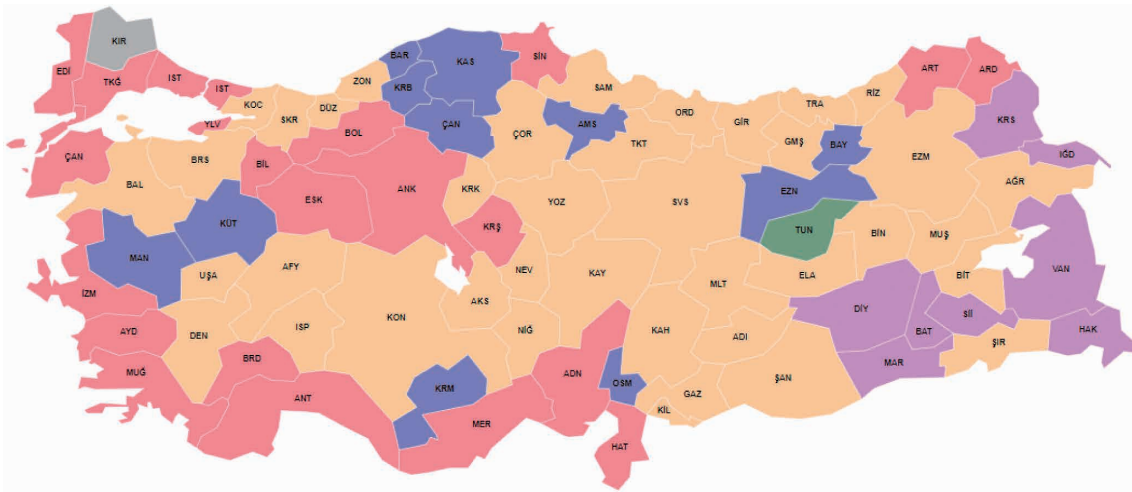 KIR
EDİ
TKĞ
IST
IST
YLV
KOC
SKR
DÜZ
ZON
BAR
KAS
KRB
SİN
SAM
ÇAN
BOL
ÇOR
AMS
ORD
TKT
GİR
TRA
RİZ
ART
ARD
GMŞ
BAY
KRS
IĞD
EZM
AĞR
ÇAN
BRS
BİL
BAL
ESK
ANK
KRK
YOZ
SVS
EZN
TUN
BİN
MUŞ
KÜT
MAN
KRŞ
UŞA
AFY
NEV
KAY
MLT
ELA
BİT
VAN
İZM
AKS
DİY
Sİİ
BAT
HAK
AYD
DEN
ISP
KON
NİĞ
KAH
ADI
ŞIR
MUĞ
BRD
MAR
ANT
KRM
ADN
OSM
GAZ
ŞAN
KİL
MER
HAT